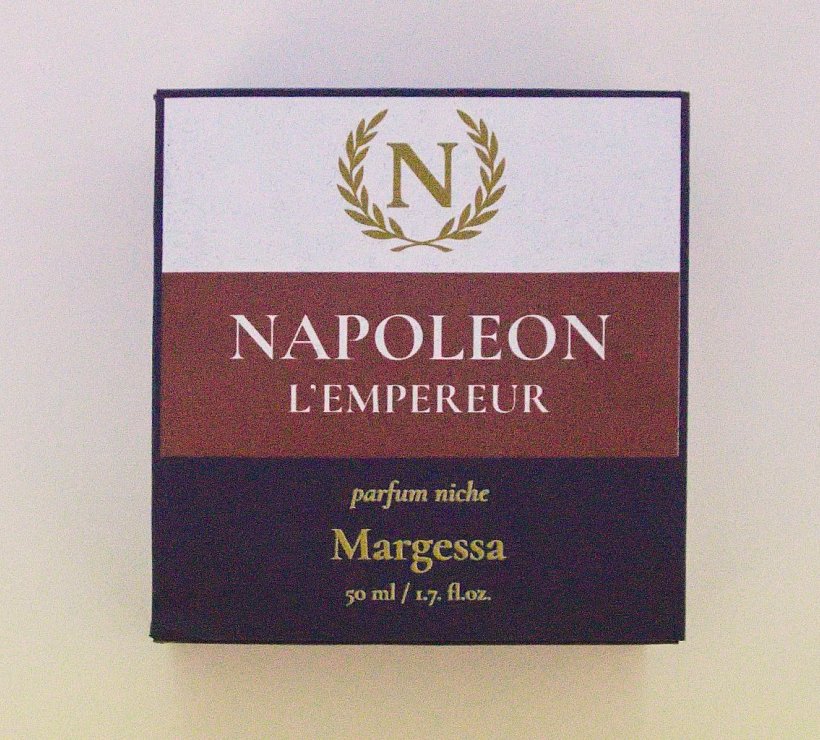 N
NAPOLEON
L'EMPEREUR
parfum niche
Margessa
50 ml / 1.7. fl.oz.